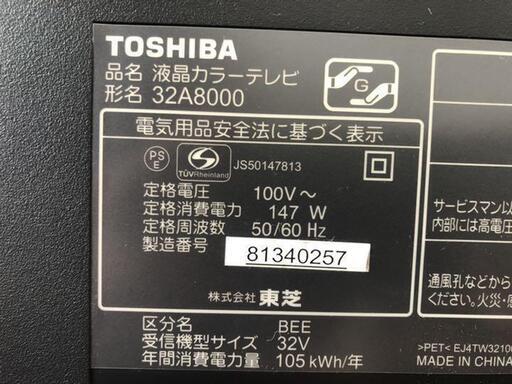 TOSHIBA
品名 液晶カラーテレビ
形名 32A8000
G
電気用品安全法に基づく表示
PS
E
TÜVRheinland
JS50147813
定格電圧 100V～
定格消費電力 147 W
定格周波数 50/60 Hz
製造番号 81340257
株式会社 東芝
区分名 BEE
受信機型サイズ 32V
年間消費電力量 105 kWh/年
サービスマン以
内部には高電圧
通風孔などから
ください。火災・感
>PET< EJ4TW3210
MADE IN CHINA